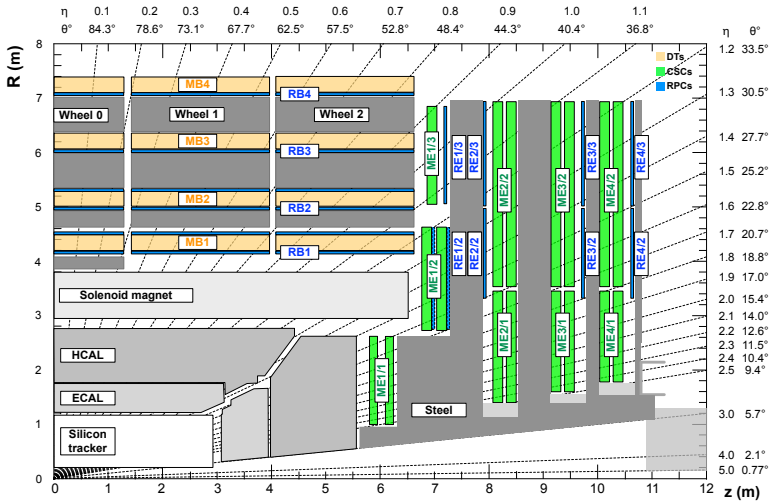 η 0.1 0.2 0.3 0.4 0.5 0.6 0.7 0.8 0.9 1.0 1.1
θ° 84.3° 78.6° 73.1° 67.7° 62.5° 57.5° 52.8° 48.4° 44.3° 40.4° 36.8° η θ°
R (m)
8
7
6
5
4
3
2
1
0
1.2 33.5°
1.3 30.5°
1.4 27.7°
1.5 25.2°
1.6 22.8°
1.7 20.7°
1.8 18.8°
1.9 17.0°
2.0 15.4°
2.1 14.0°
2.2 12.6°
2.3 11.5°
2.4 10.4°
2.5 9.4°
3.0 5.7°
4.0 2.1°
5.0 0.77°
DTs
CSCs
RPCs
MB4
RB4
Wheel 0
Wheel 1
Wheel 2
MB3
RB3
MB2
RB2
MB1
RB1
Solenoid magnet
HCAL
ECAL
Silicon
tracker
Steel
ME1/3
RE1/3
RE2/3
ME2/2
ME3/2
RE3/3
ME4/2
RE4/3
ME1/2
RE1/2
RE2/2
RE3/2
RE4/2
ME1/1
ME2/1
ME3/1
ME4/1
0 1 2 3 4 5 6 7 8 9 10 11 12
z (m)